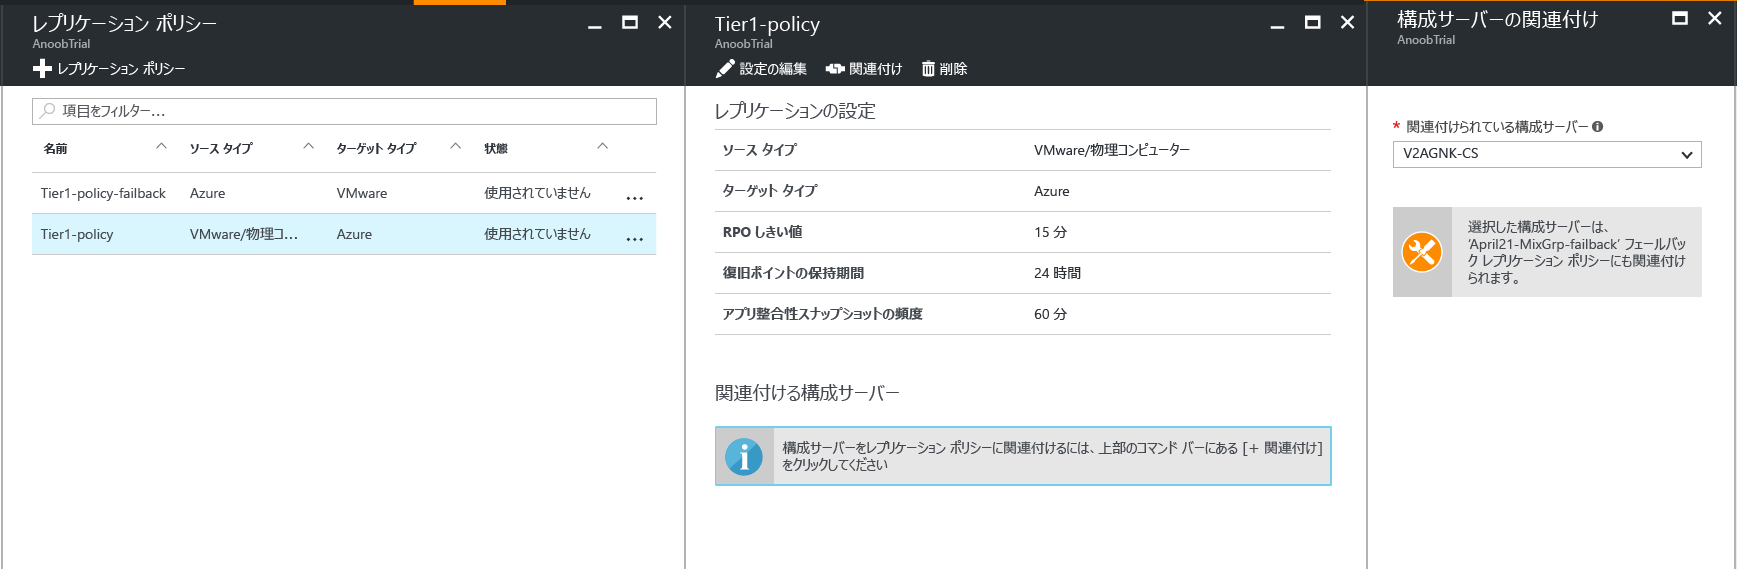 レプリケーション ポリシー
AnoobTrial
レプリケーション ポリシー
項目をフィルター...
名前 ソース タイプ ターゲット タイプ 状態
Tier1-policy-failback Azure VMware 使用されていません ...
Tier1-policy VMware/物理コ... Azure 使用されていません ...
Tier1-policy
AnoobTrial
設定の編集 関連付け 削除
レプリケーションの設定
ソース タイプ VMware/物理コンピューター
ターゲット タイプ Azure
RPO しきい値 15 分
復旧ポイントの保持期間 24 時間
アプリ整合性スナップショットの頻度 60 分
関連付ける構成サーバー
構成サーバーをレプリケーション ポリシーに関連付けるには、上部のコマンド バーにある [+ 関連付け]
をクリックしてください
構成サーバーの関連付け
AnoobTrial
* 関連付けられている構成サーバー
V2AGNK-CS
選択した構成サーバーは、
‘April21-MixGrp-failback’ フェールバッ
ク レプリケーション ポリシーにも関連付け
られます。